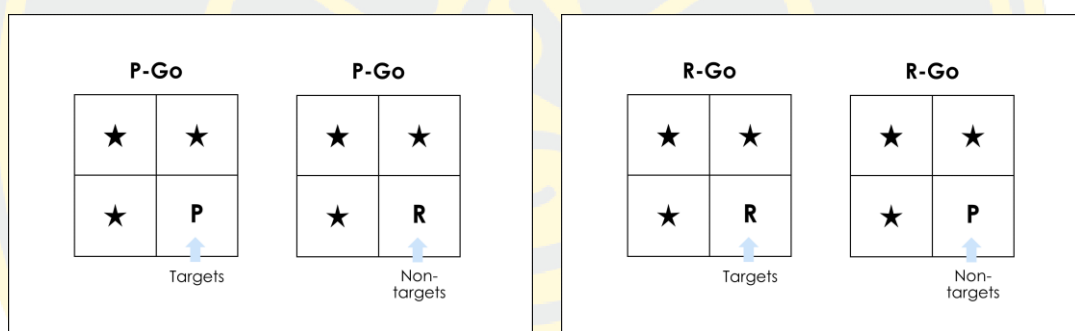 P-Go
P-Go
★ ★
★ P
★ ★
★ R
Targets
Non-
targets
R-Go
R-Go
★ ★
★ R
★ ★
★ P
Targets
Non-
targets